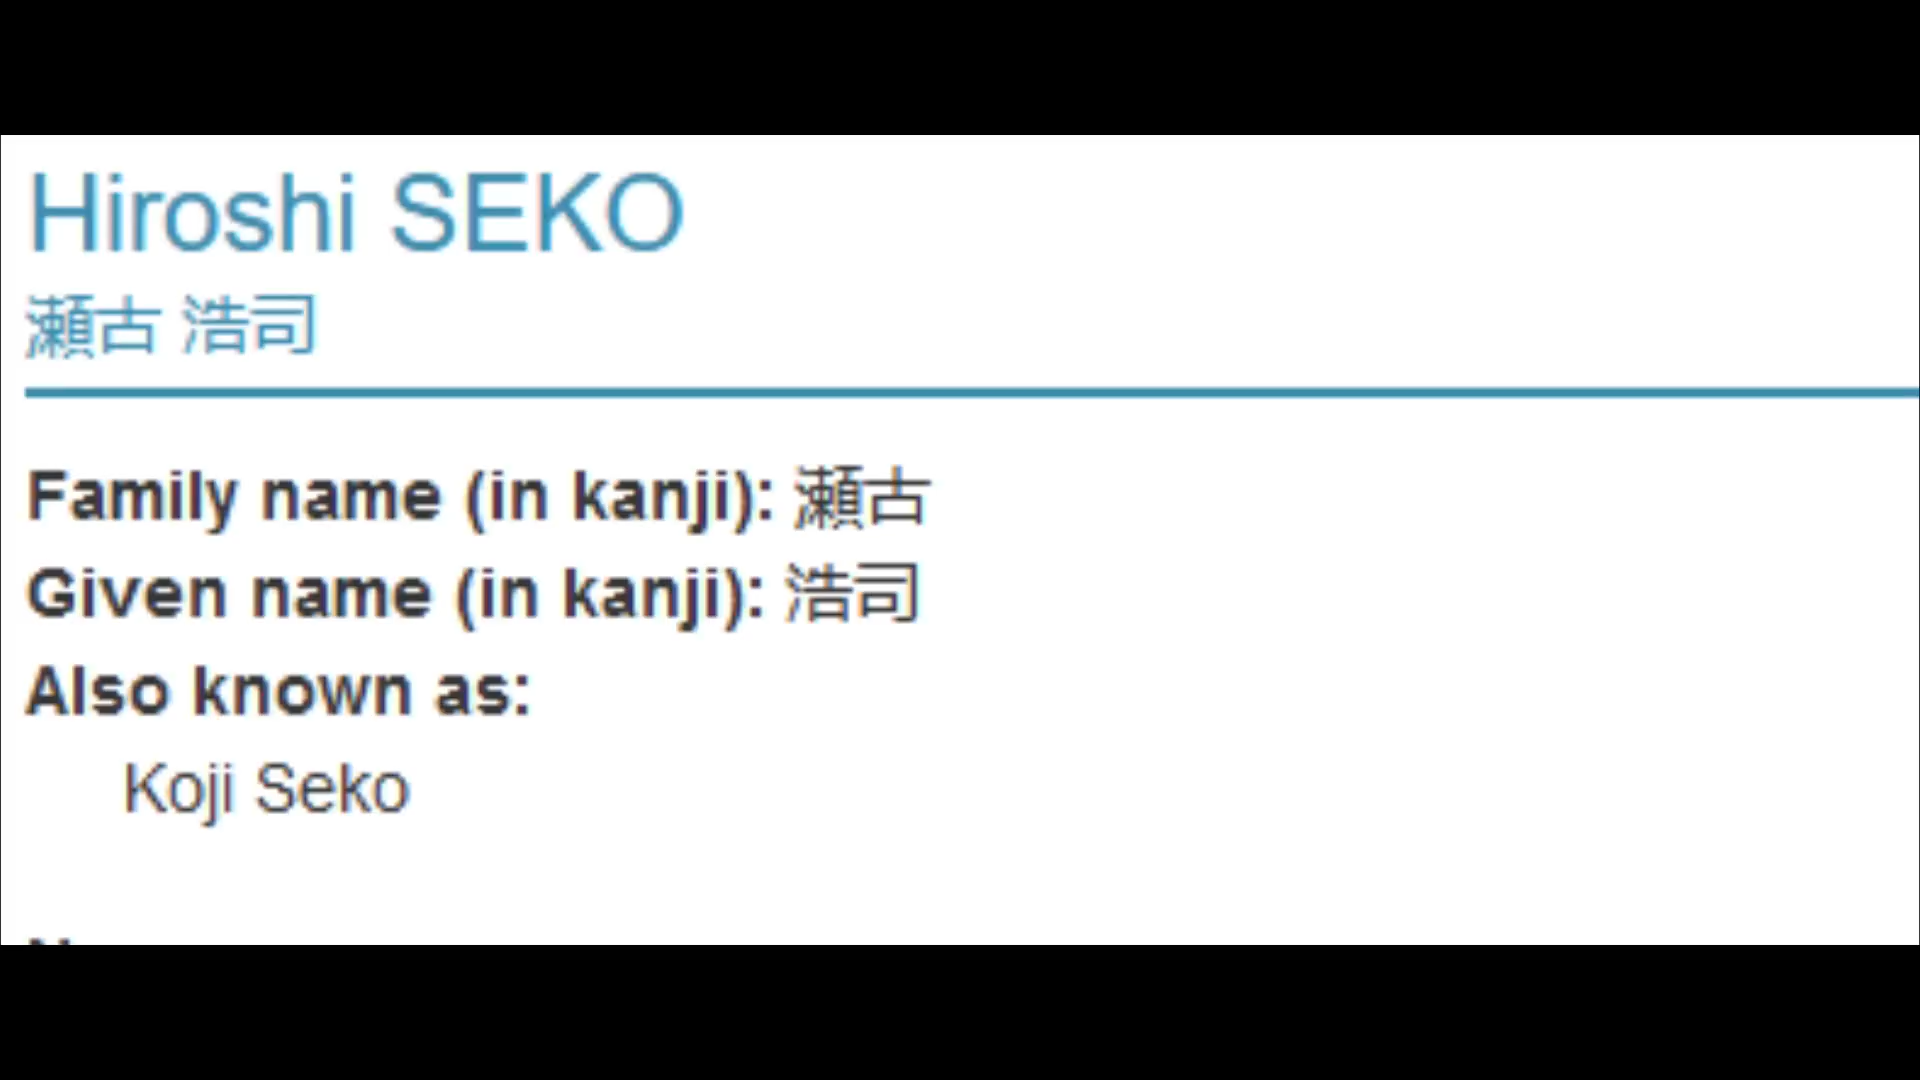 Hiroshi SEKO
瀬古 浩司
Family name (in kanji): 瀬古
Given name (in kanji): 浩司
Also known as:
Koji Seko